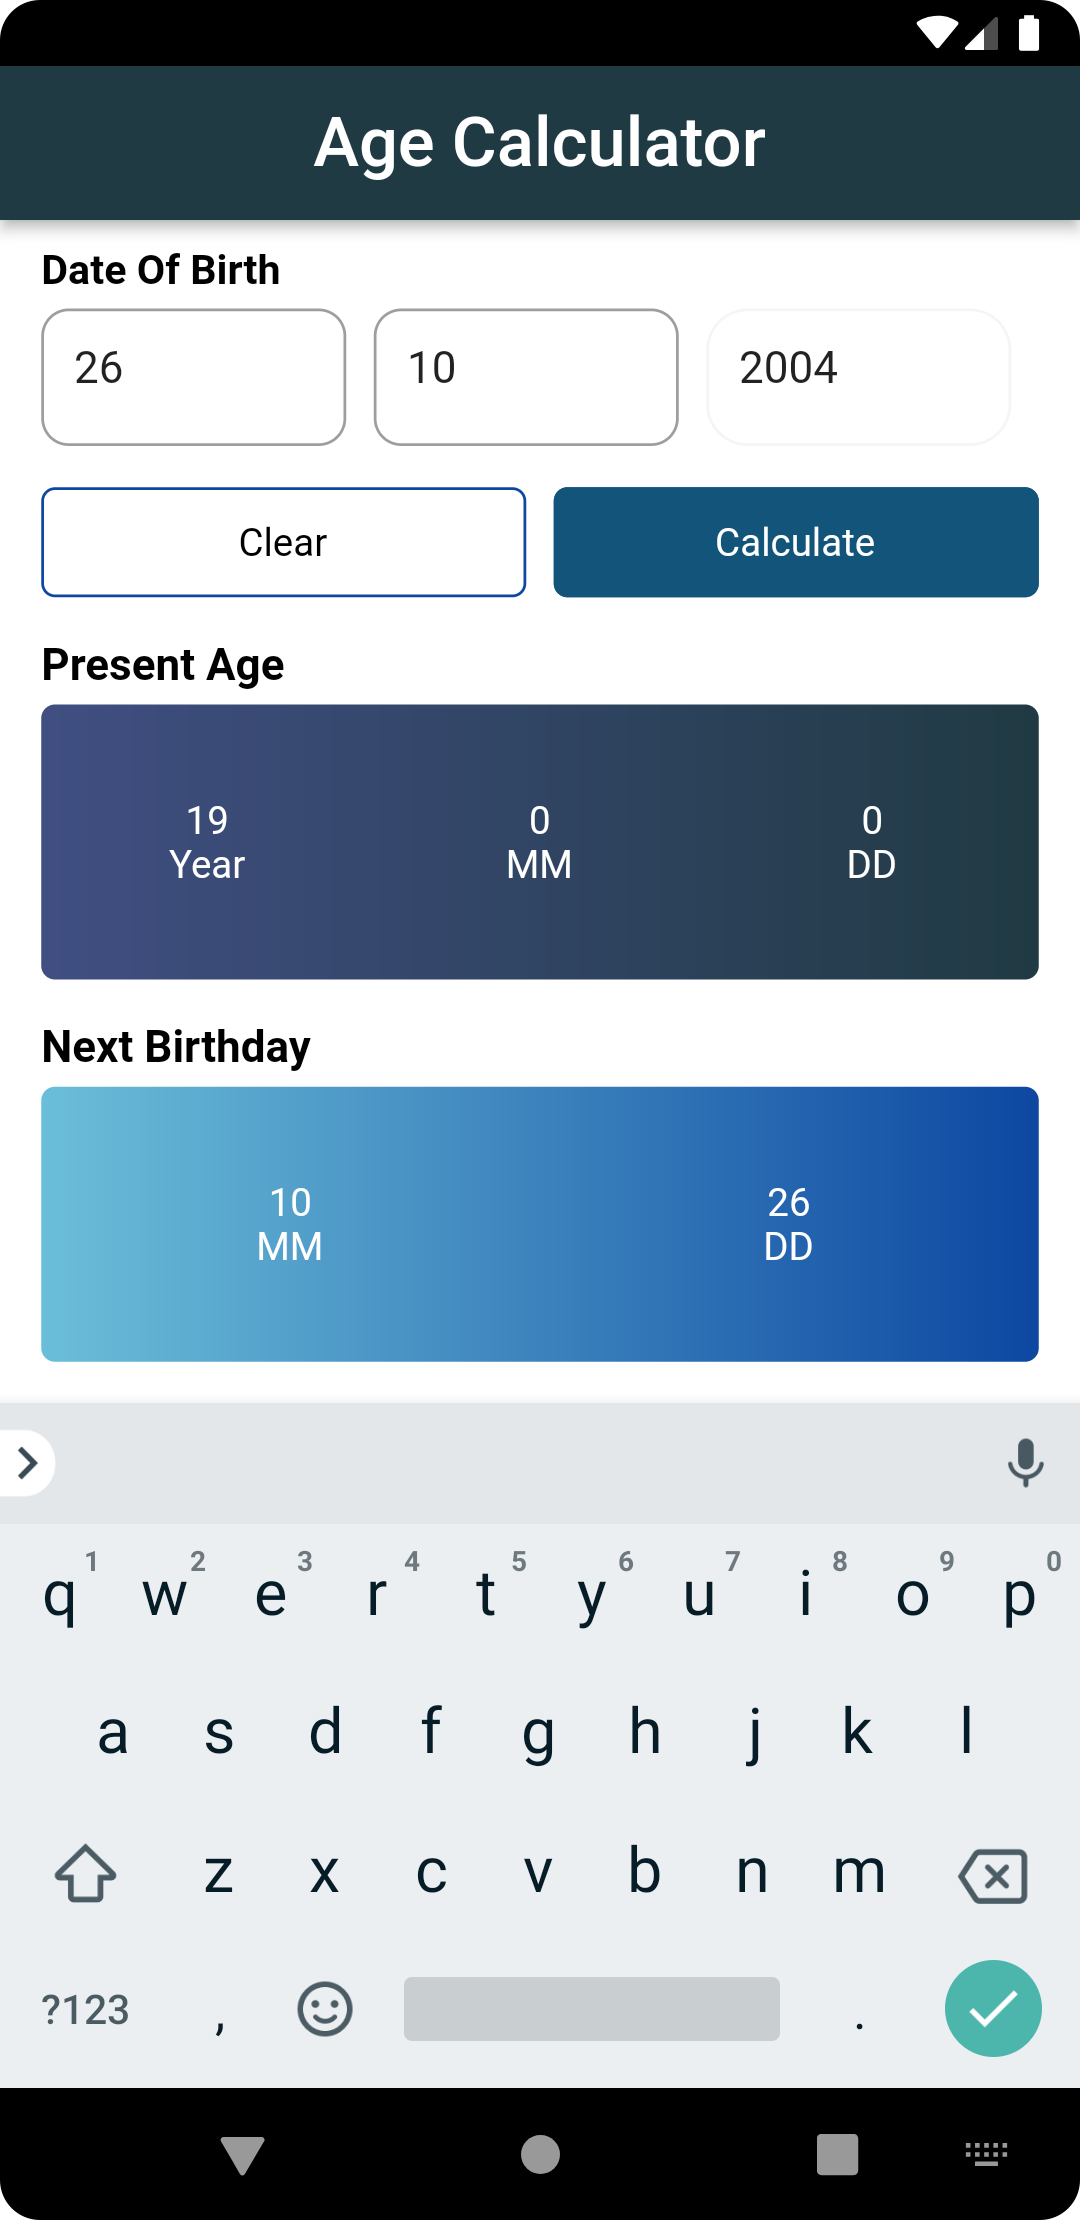 Age Calculator
Date Of Birth
26 10 2004
Clear Calculate
Present Age
19 0 0
Year MM DD
Next Birthday
10 26
MM DD
1 2 3 4 5 6 7 8 9 0
q w e r t y u i o p
a s d f g h j k l
z x c v b n m
?123 , .